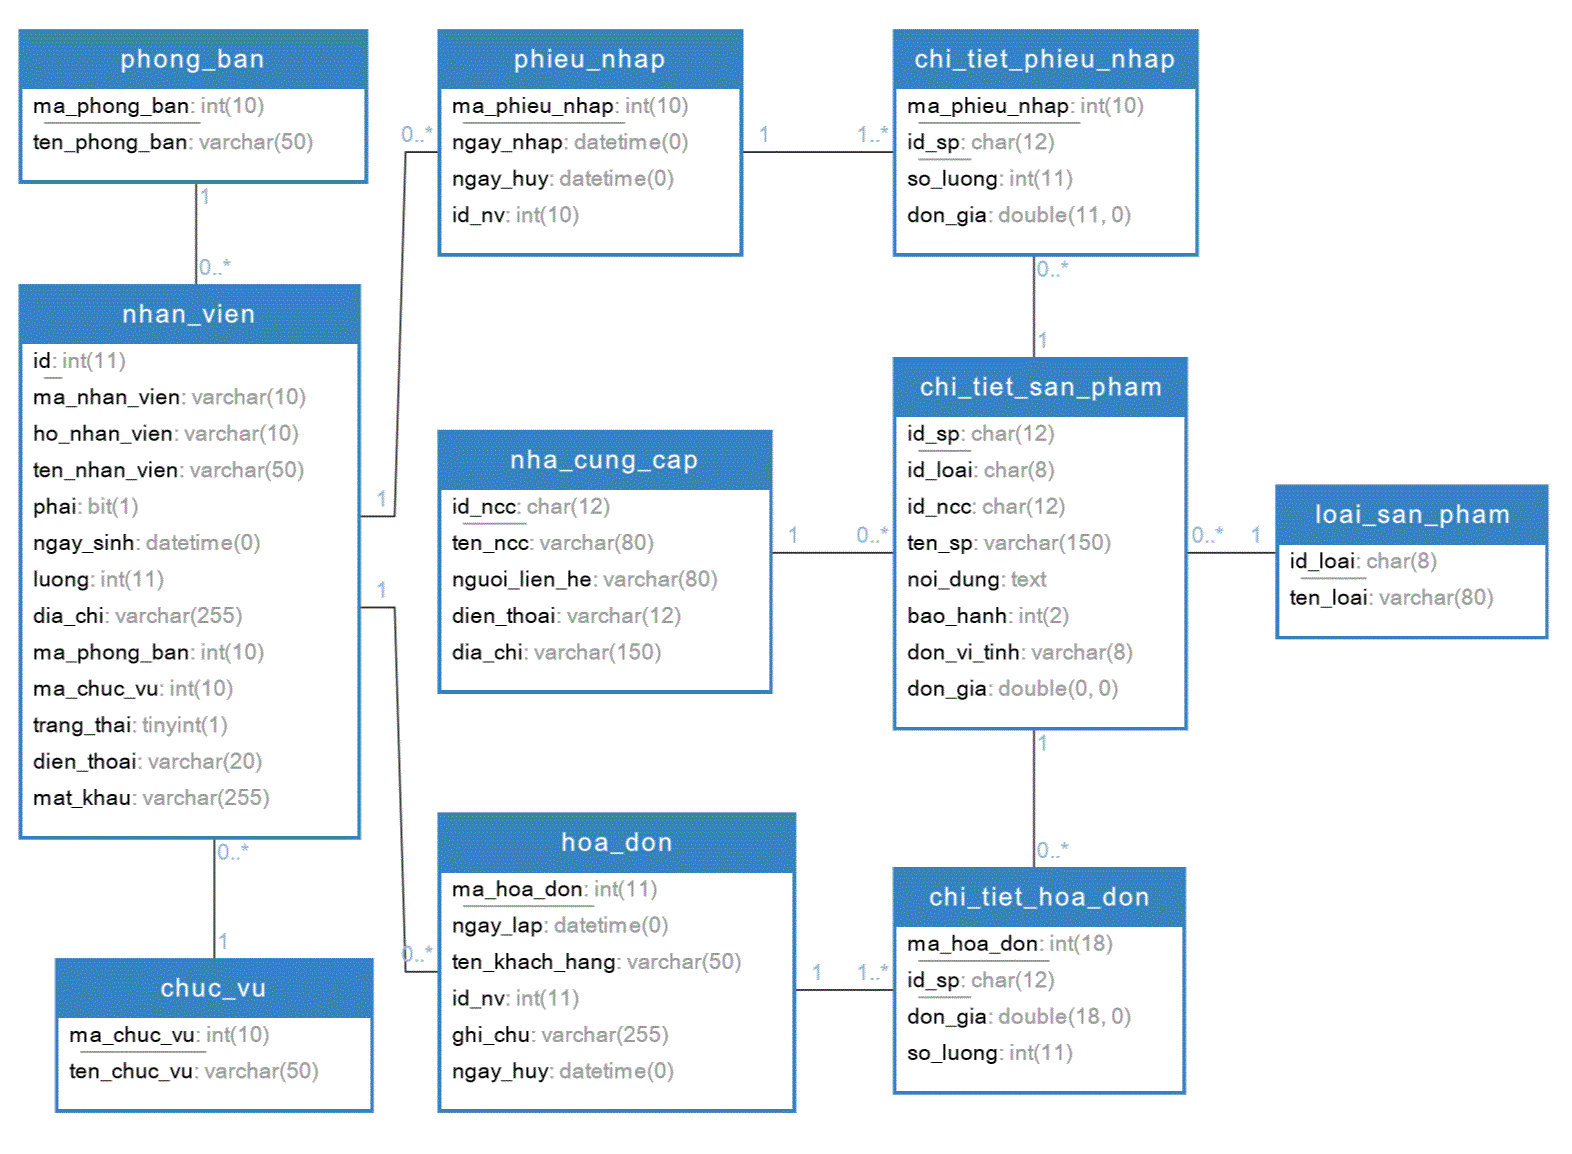 phong_ban
ma_phong_ban: int(10)
ten_phong_ban: varchar(50)
1
0..*
nhan_vien
id: int(11)
ma_nhan_vien: varchar(10)
ho_nhan_vien: varchar(10)
ten_nhan_vien: varchar(50)
phai: bit(1)
ngay_sinh: datetime(0)
luong: int(11)
dia_chi: varchar(255)
ma_phong_ban: int(10)
ma_chuc_vu: int(10)
trang_thai: tinyint(1)
dien_thoai: varchar(20)
mat_khau: varchar(255)
0..*
1
chuc_vu
ma_chuc_vu: int(10)
ten_chuc_vu: varchar(50)
0..*
1
phieu_nhap
ma_phieu_nhap: int(10)
ngay_nhap: datetime(0)
ngay_huy: datetime(0)
id_nv: int(10)
1
1..*
chi_tiet_phieu_nhap
ma_phieu_nhap: int(10)
id_sp: char(12)
so_luong: int(11)
don_gia: double(11, 0)
0..*
1
nha_cung_cap
id_ncc: char(12)
ten_ncc: varchar(80)
nguoi_lien_he: varchar(80)
dien_thoai: varchar(12)
dia_chi: varchar(150)
1
0..*
chi_tiet_san_pham
id_sp: char(12)
id_loai: char(8)
id_ncc: char(12)
ten_sp: varchar(150)
noi_dung: text
bao_hanh: int(2)
don_vi_tinh: varchar(8)
don_gia: double(0, 0)
0..*
1
loai_san_pham
id_loai: char(8)
ten_loai: varchar(80)
1
0..*
1
0..*
hoa_don
ma_hoa_don: int(11)
ngay_lap: datetime(0)
ten_khach_hang: varchar(50)
id_nv: int(11)
ghi_chu: varchar(255)
ngay_huy: datetime(0)
1
1..*
chi_tiet_hoa_don
ma_hoa_don: int(18)
id_sp: char(12)
don_gia: double(18, 0)
so_luong: int(11)